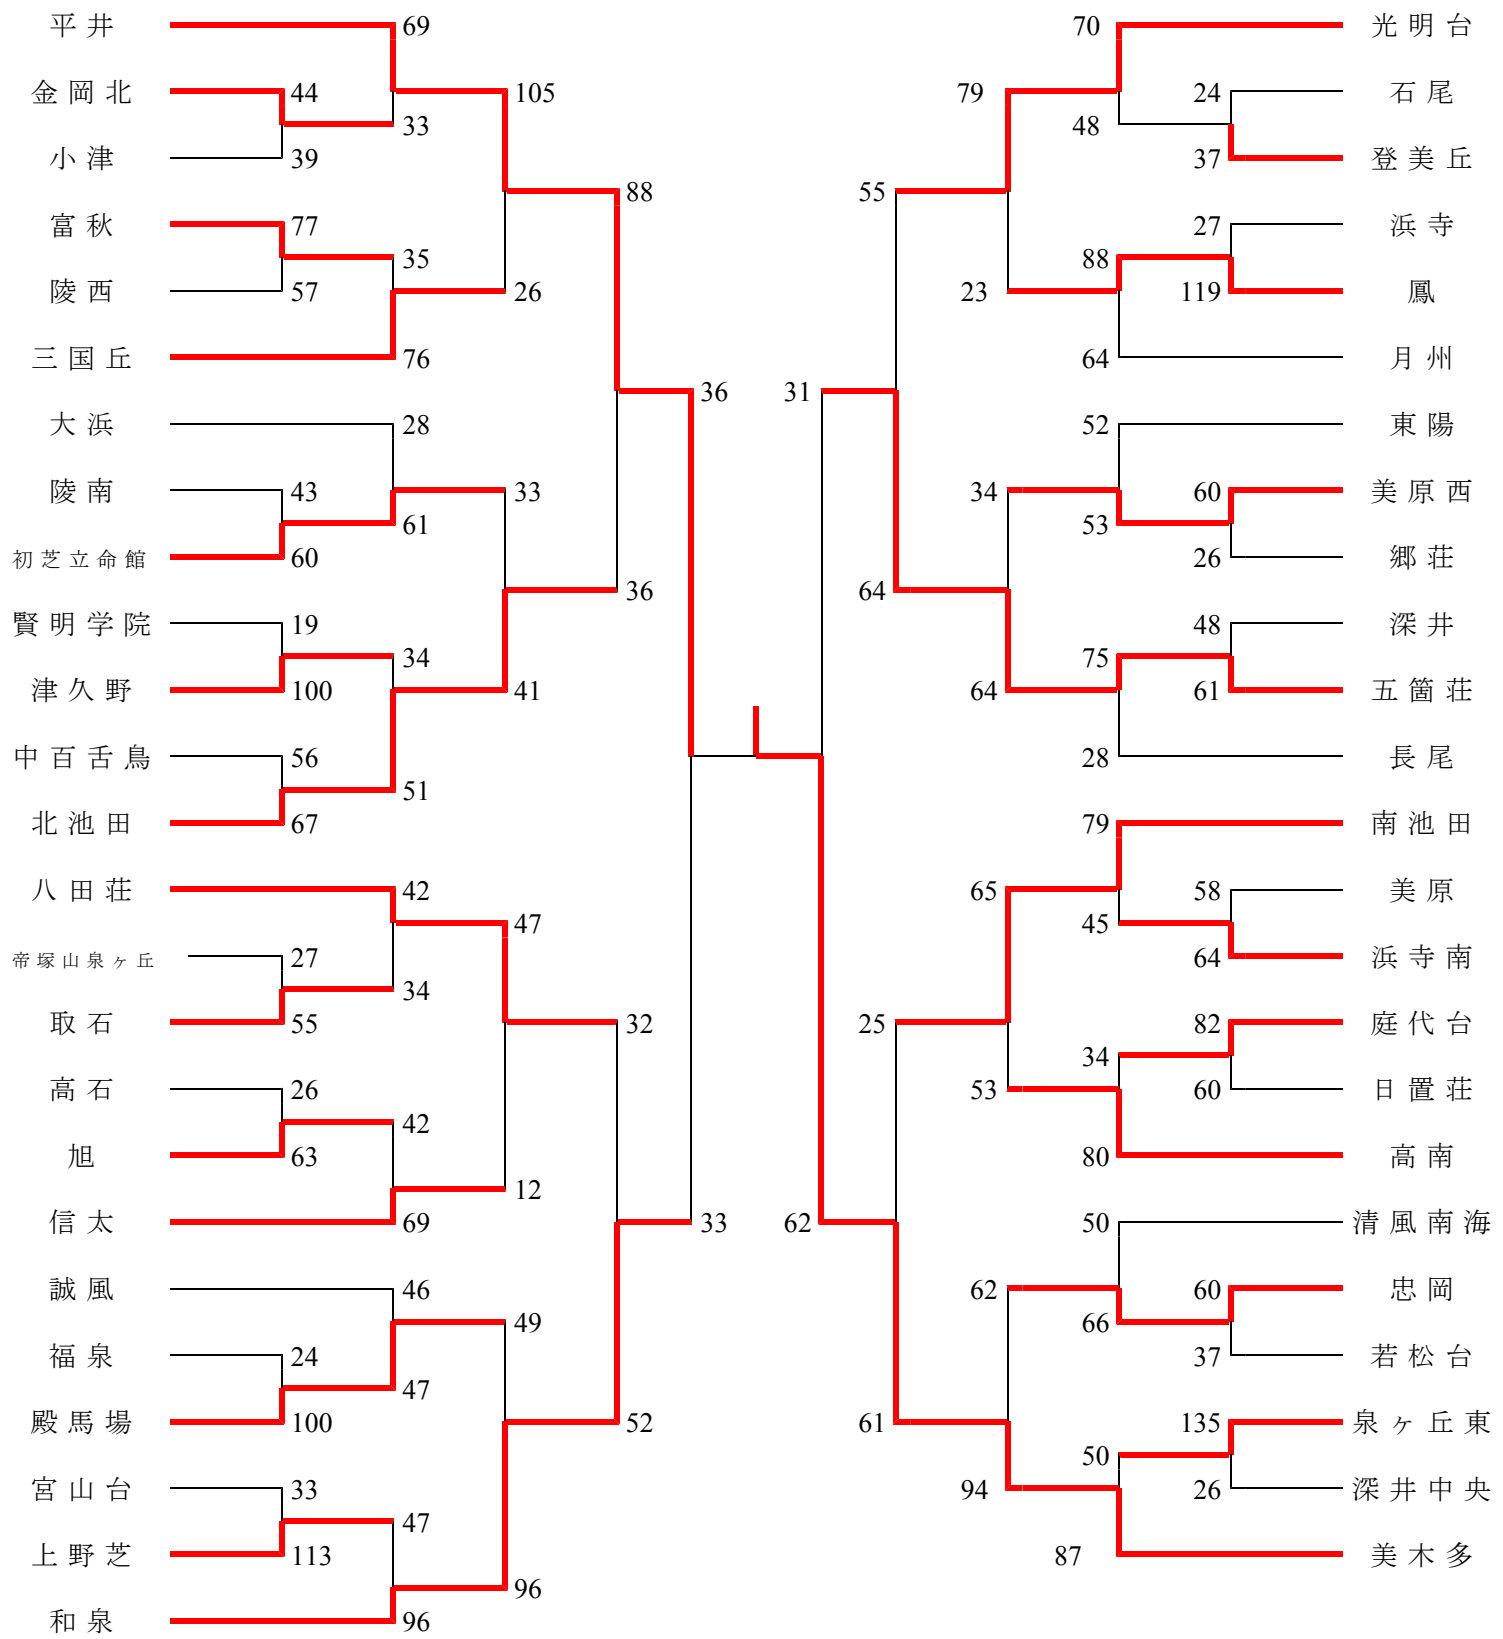 平井 69 70 光明台
金岡北 44 105 79 24 石尾
33 48
小津 39 37 登美丘
88 55
富秋 77 27 浜寺
35 88
陵西 57 26 23 119 鳳
三国丘 76 64 月州
36 31
大浜 28 52 東陽
陵南 43 33 34 60 美原西
61 53
初芝立命館 60 26 郷荘
36 64
賢明学院 19 48 深井
34 75
津久野 100 41 64 61 五箇荘
中百舌鳥 56 28 長尾
51
北池田 67 79 南池田
八田荘 42 65 58 美原
47 45
帝塚山泉ヶ丘 27 64 浜寺南
34
取石 55 32 25 82 庭代台
34
高石 26 53 60 日置荘
42
旭 63 80 高南
12
信太 69 33 62 50 清風南海
誠風 46 62 60 忠岡
49 66
福泉 24 37 若松台
47
殿馬場 100 52 61 135 泉ヶ丘東
50
宮山台 33 94 26 深井中央
47
上野芝 113 87 美木多
96
和泉 96